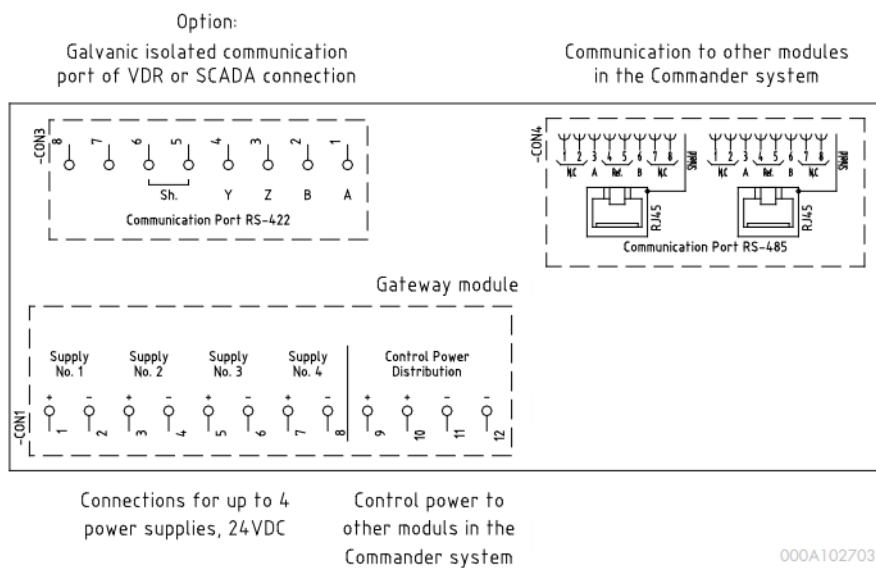 Option:
Galvanic isolated communication
port of VDR or SCADA connection
Communication to other modules
in the Commander system
-CON3
8 7 6 5 4 3 2 1
Sh. Y Z B A
Communication Port RS-422
-CON4
1 2 3 4 5 6 7 8 Shield
N.C A Ref. B N.C
RJ45
1 2 3 4 5 6 7 8 Shield
N.C A Ref. B N.C
RJ45
Communication Port RS-485
Gateway module
-CON1
Supply
No. 1
Supply
No. 2
Supply
No. 3
Supply
No. 4
Control Power
Distribution
+ - + - + - + - + + - -
1 2 3 4 5 6 7 8 9 10 11 12
Connections for up to 4
power supplies, 24VDC
Control power to
other moduls in the
Commander system
000A102703